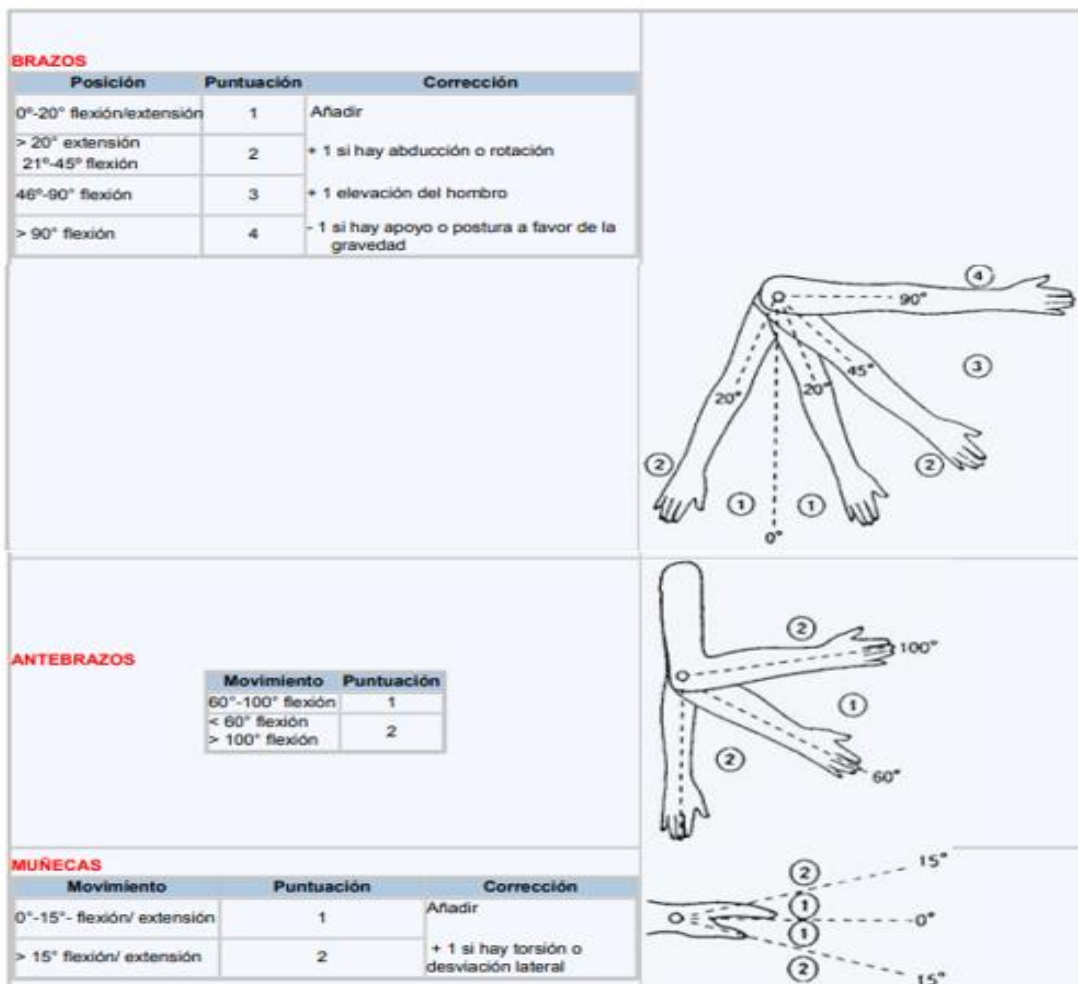 BRAZOS
Posición Puntuación Corrección
0º-20° flexión/extensión 1 Añadir
> 20° extensión
21º-45º flexión 2 + 1 si hay abducción o rotación
46º-90° flexión 3 + 1 elevación del hombro
> 90° flexión 4 - 1 si hay apoyo o postura a favor de la
gravedad
4
90°
3
45°
20°
20°
2
2
1
1
0°
ANTEBRAZOS
Movimiento Puntuación
60°-100° flexión 1
< 60° flexión
> 100° flexión 2
2
100°
1
2
60°
MUÑECAS
Movimiento Puntuación Corrección
0°-15°- flexión/ extensión 1 Añadir
> 15° flexión/ extensión 2 + 1 si hay torsión o
desviación lateral
15°
2
1
0°
1
2
15°